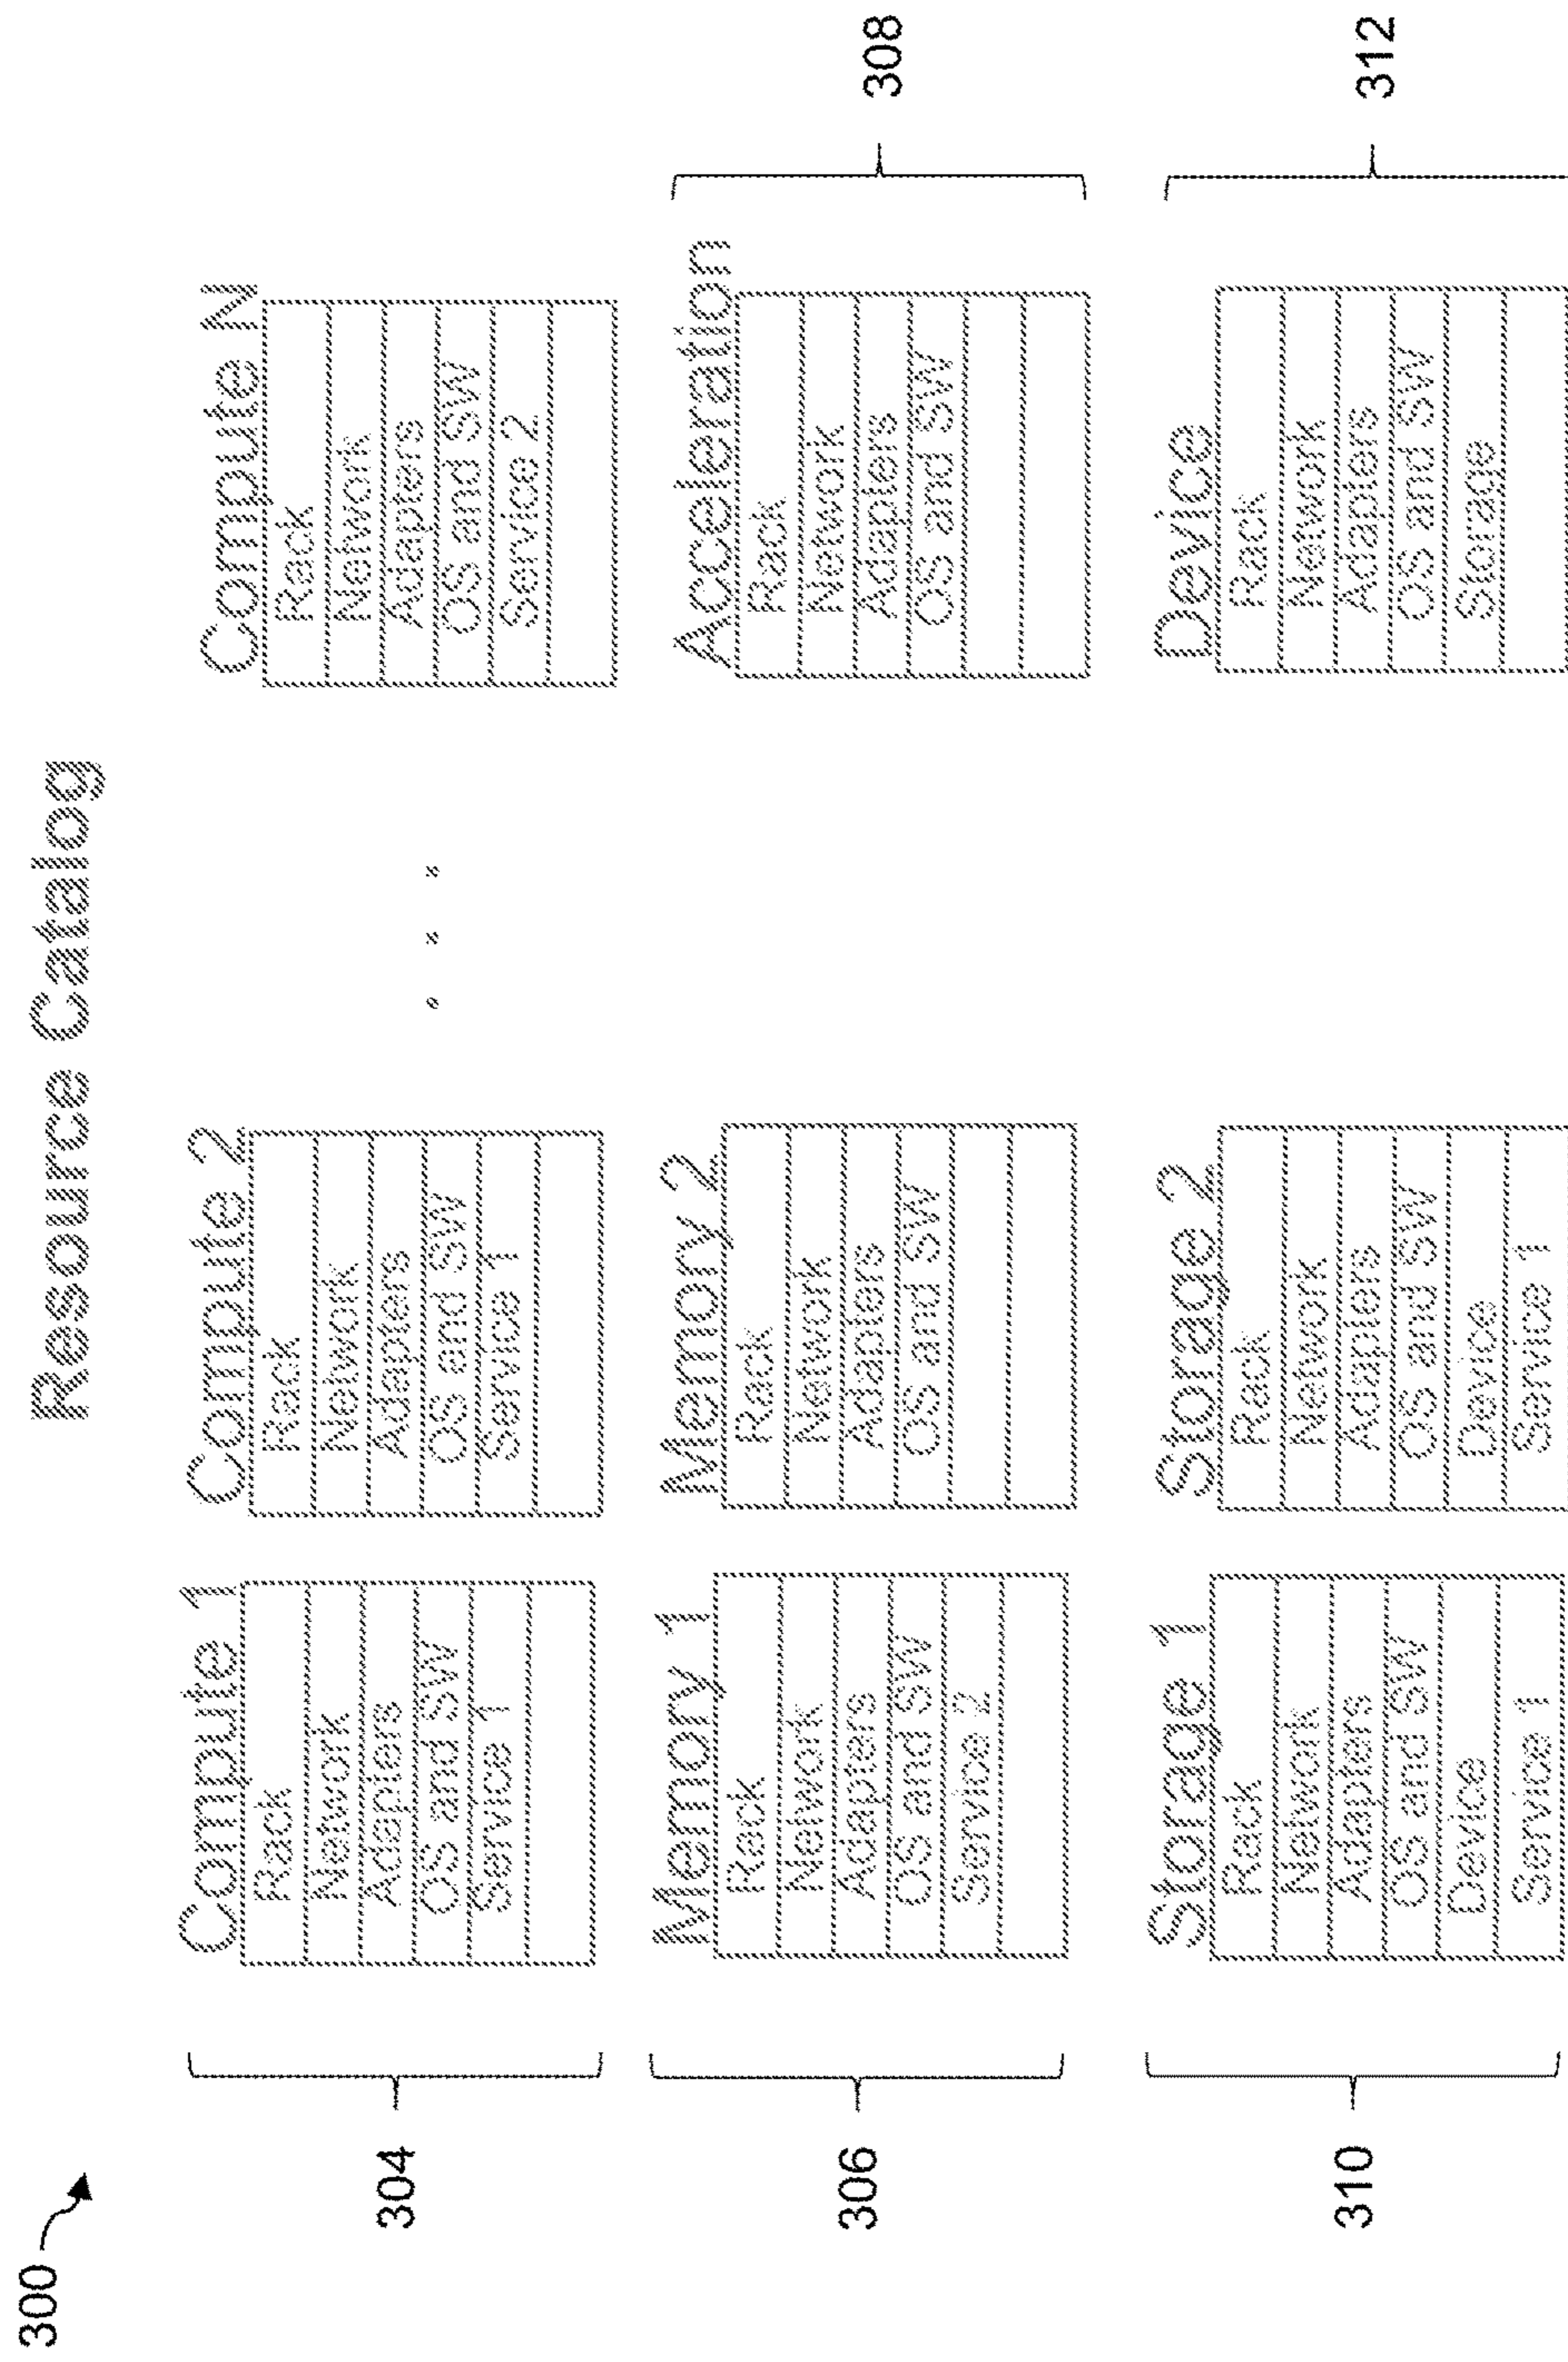 300
Resource Catalog
304
Compute 1
Rack
Network
Adapters
OS and SW
Service 1
Compute 2
Rack
Network
Adapters
OS and SW
Service 1
. . .
Compute N
Rack
Network
Adapters
OS and SW
Service 2
306
Memory 1
Rack
Network
Adapters
OS and SW
Service 2
Memory 2
Rack
Network
Adapters
OS and SW
Acceleration
Rack
Network
Adapters
OS and SW
308
310
Storage 1
Rack
Network
Adapters
OS and SW
Device
Service 1
Storage 2
Rack
Network
Adapters
OS and SW
Device
Service 1
Device
Rack
Network
Adapters
OS and SW
Storage
312